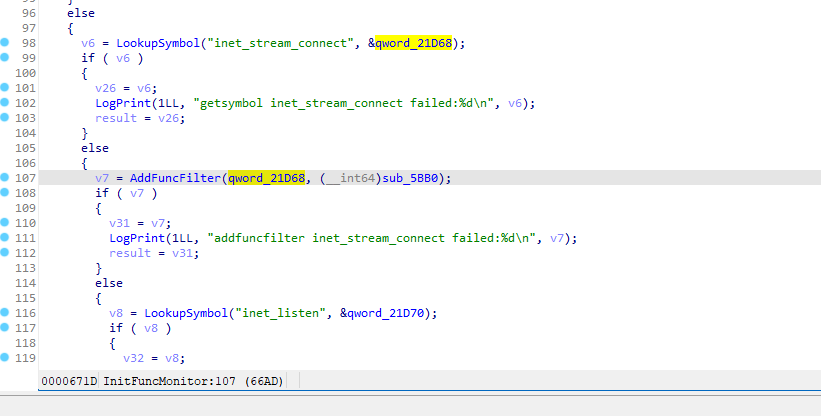 96 else
97 {
98 v6 = LookupSymbol("inet_stream_connect", &qword_21D68);
99 if ( v6 )
100 {
101 v26 = v6;
102 LogPrint(1LL, "getsymbol inet_stream_connect failed:%d\n", v6);
103 result = v26;
104 }
105 else
106 {
107 v7 = AddFuncFilter(qword_21D68, (__int64)sub_5BB0);
108 if ( v7 )
109 {
110 v31 = v7;
111 LogPrint(1LL, "addfuncfilter inet_stream_connect failed:%d\n", v7);
112 result = v31;
113 }
114 else
115 {
116 v8 = LookupSymbol("inet_listen", &qword_21D70);
117 if ( v8 )
118 {
119 v32 = v8;
0000671D InitFuncMonitor:107 (66AD)